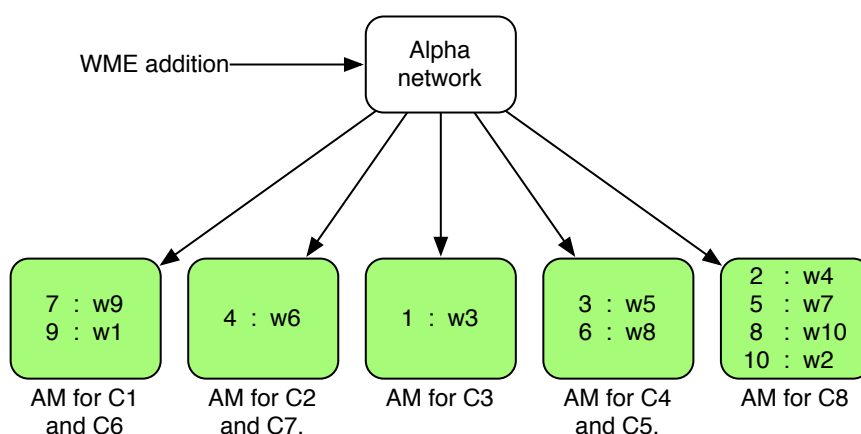 Alpha
network
WME addition
7 : w9
9 : w1
4 : w6
1 : w3
3 : w5
6 : w8
2 : w4
5 : w7
8 : w10
10 : w2
AM for C1
and C6
AM for C2
and C7.
AM for C3
AM for C4
and C5.
AM for C8